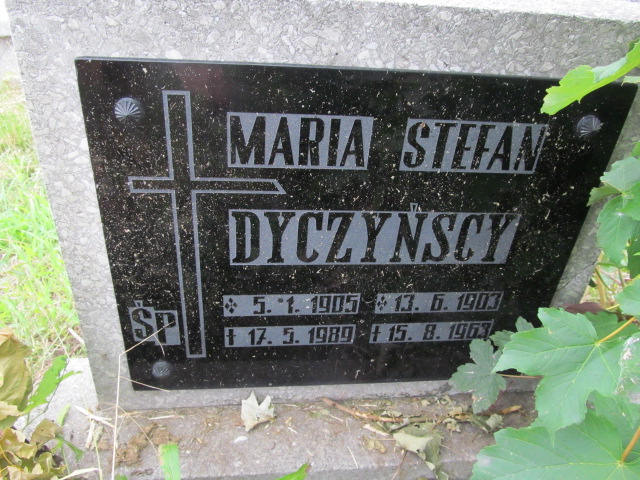 MARIA STEFAN
DYCZYŃSCY
5.1.1905 13.6.1903
ŚP † 17.5.1989 † 15.8.1963